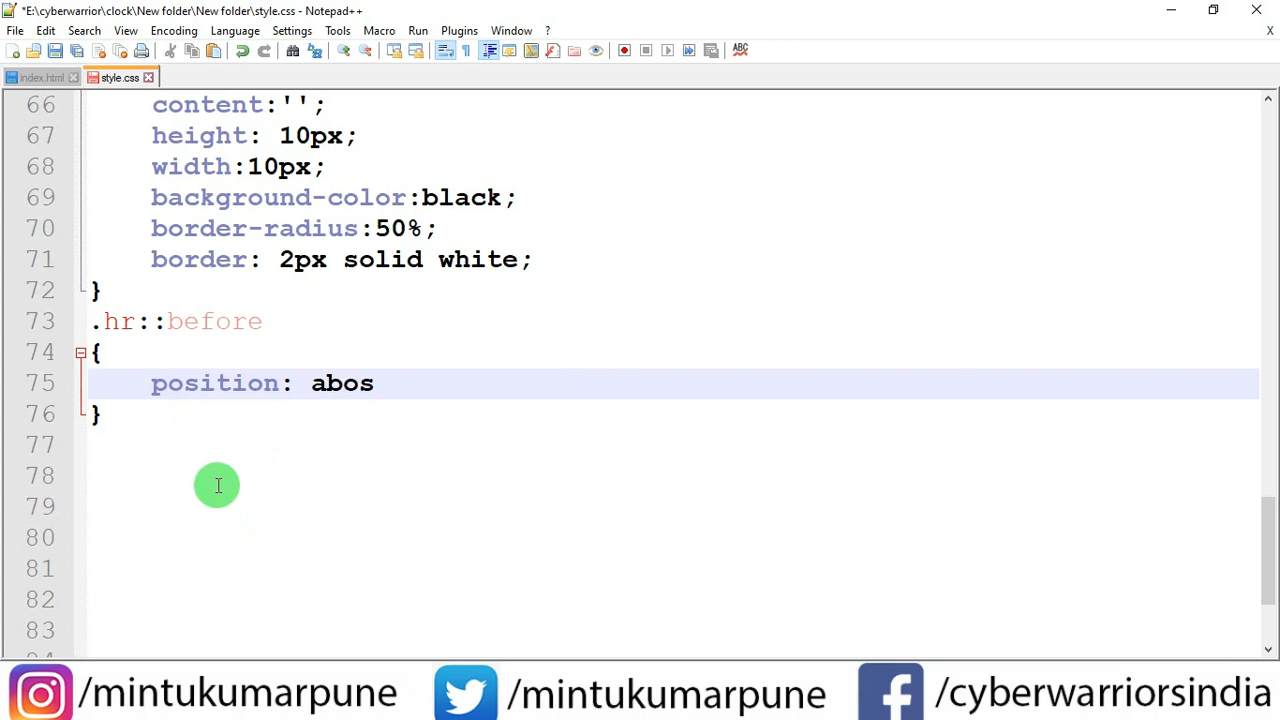 *E:\cyberwarrior\clock\New folder\New folder\style.css - Notepad++
File Edit Search View Encoding Language Settings Tools Macro Run Plugins Window ? X
ABC
index.html style.css
66 content:'';
67 height: 10px;
68 width:10px;
69 background-color:black;
70 border-radius:50%;
71 border: 2px solid white;
72 }
73 .hr::before
74 {
75 position: abos
76 }
77
78
79
80
81
82
83
/mintukumarpune /mintukumarpune /cyberwarriorsindia